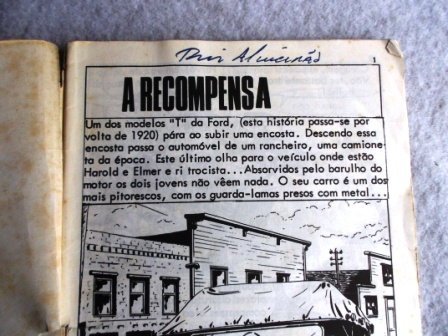 Rui Almeirão
1
A RECOMPENSA
Um dos modelos "T" da Ford, (esta história passa-se por
volta de 1920) pára ao subir uma encosta. Descendo essa
encosta passa o automóvel de um rancheiro, uma camione-
ta da época. Este último olha para o veículo onde estão
Harold e Elmer e ri trocista...Absorvidos pelo barulho do
motor os dois jovens não vêem nada. O seu carro é um dos
mais pitorescos, com os guarda-lamas presos com metal...